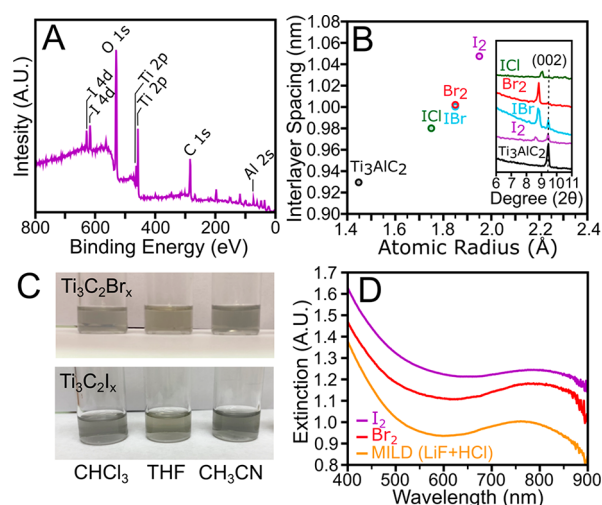 A
Intesity (A.U.)
I 4d
I 4d
O 1s
Ti 2p
Ti 2p
C 1s
Al 2s
800 600 400 200 0
Binding Energy (eV)
B
Interlayer Spacing (nm)
1.08
1.06
1.04
1.02
1.00
0.98
0.96
0.94
0.92
0.90
Ti₃AlC₂
ICl
Br₂
IBr
I₂
1.4 1.6 1.8 2.0 2.2 2.4
Atomic Radius (Å)
(002)
ICl
Br₂
IBr
I₂
Ti₃AlC₂
6 7 8 9 10 11
Degree (2θ)
C
Ti₃C₂Brₓ
Ti₃C₂Iₓ
CHCl₃ THF CH₃CN
D
Extinction (A.U.)
1.7
1.6
1.5
1.4
1.3
1.2
1.1
1.0
0.9
0.8
I₂
Br₂
MILD (LiF+HCl)
400 500 600 700 800 900
Wavelength (nm)